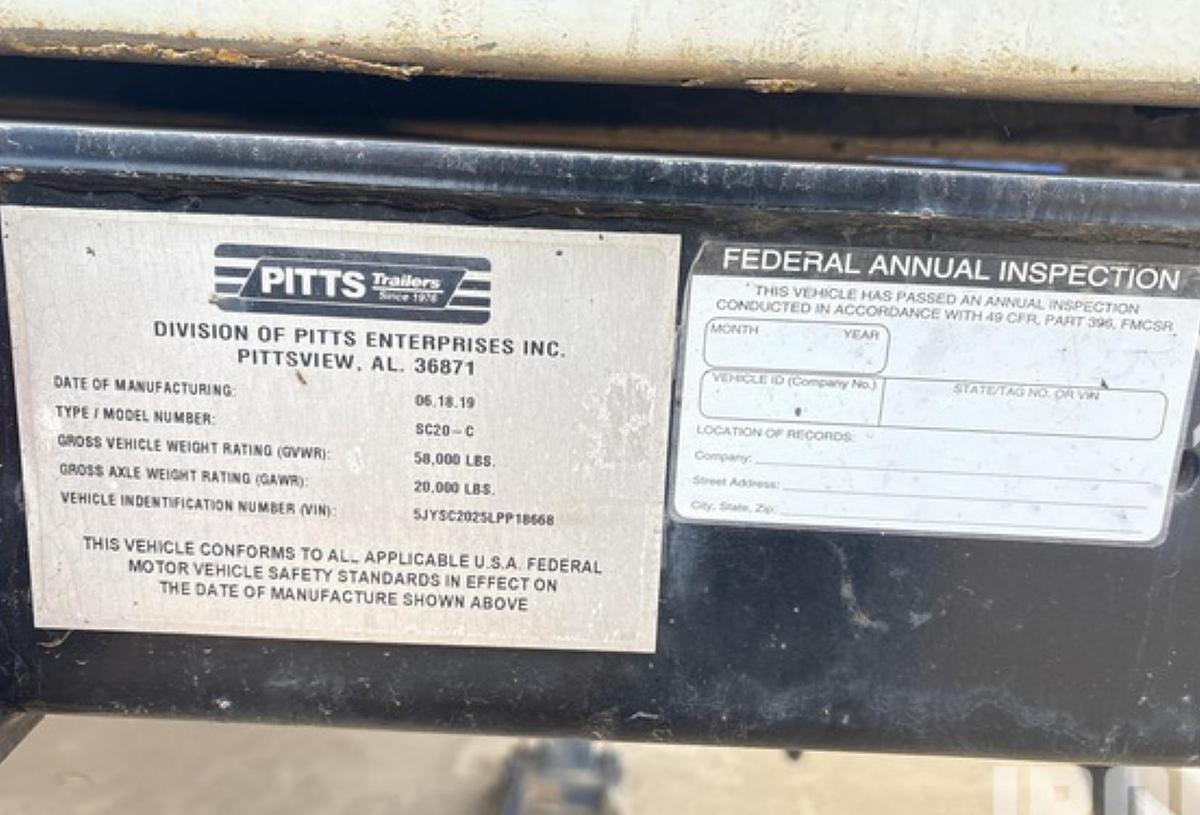 PITTS Trailers
Since 1976
DIVISION OF PITTS ENTERPRISES INC.
PITTSVIEW, AL. 36871
DATE OF MANUFACTURING: 06.18.19
TYPE / MODEL NUMBER: SC20-C
GROSS VEHICLE WEIGHT RATING (GVWR): 58,000 LBS.
GROSS AXLE WEIGHT RATING (GAWR): 20,000 LBS.
VEHICLE INDENTIFICATION NUMBER (VIN): 5JYSC2025LPP18668
THIS VEHICLE CONFORMS TO ALL APPLICABLE U.S.A. FEDERAL
MOTOR VEHICLE SAFETY STANDARDS IN EFFECT ON
THE DATE OF MANUFACTURE SHOWN ABOVE
FEDERAL ANNUAL INSPECTION
THIS VEHICLE HAS PASSED AN ANNUAL INSPECTION
CONDUCTED IN ACCORDANCE WITH 49 CFR, PART 396, FMCSR
MONTH YEAR
VEHICLE ID (Company No.) STATE/TAG NO. OR VIN
LOCATION OF RECORDS:
Company:
Street Address:
City, State, Zip: